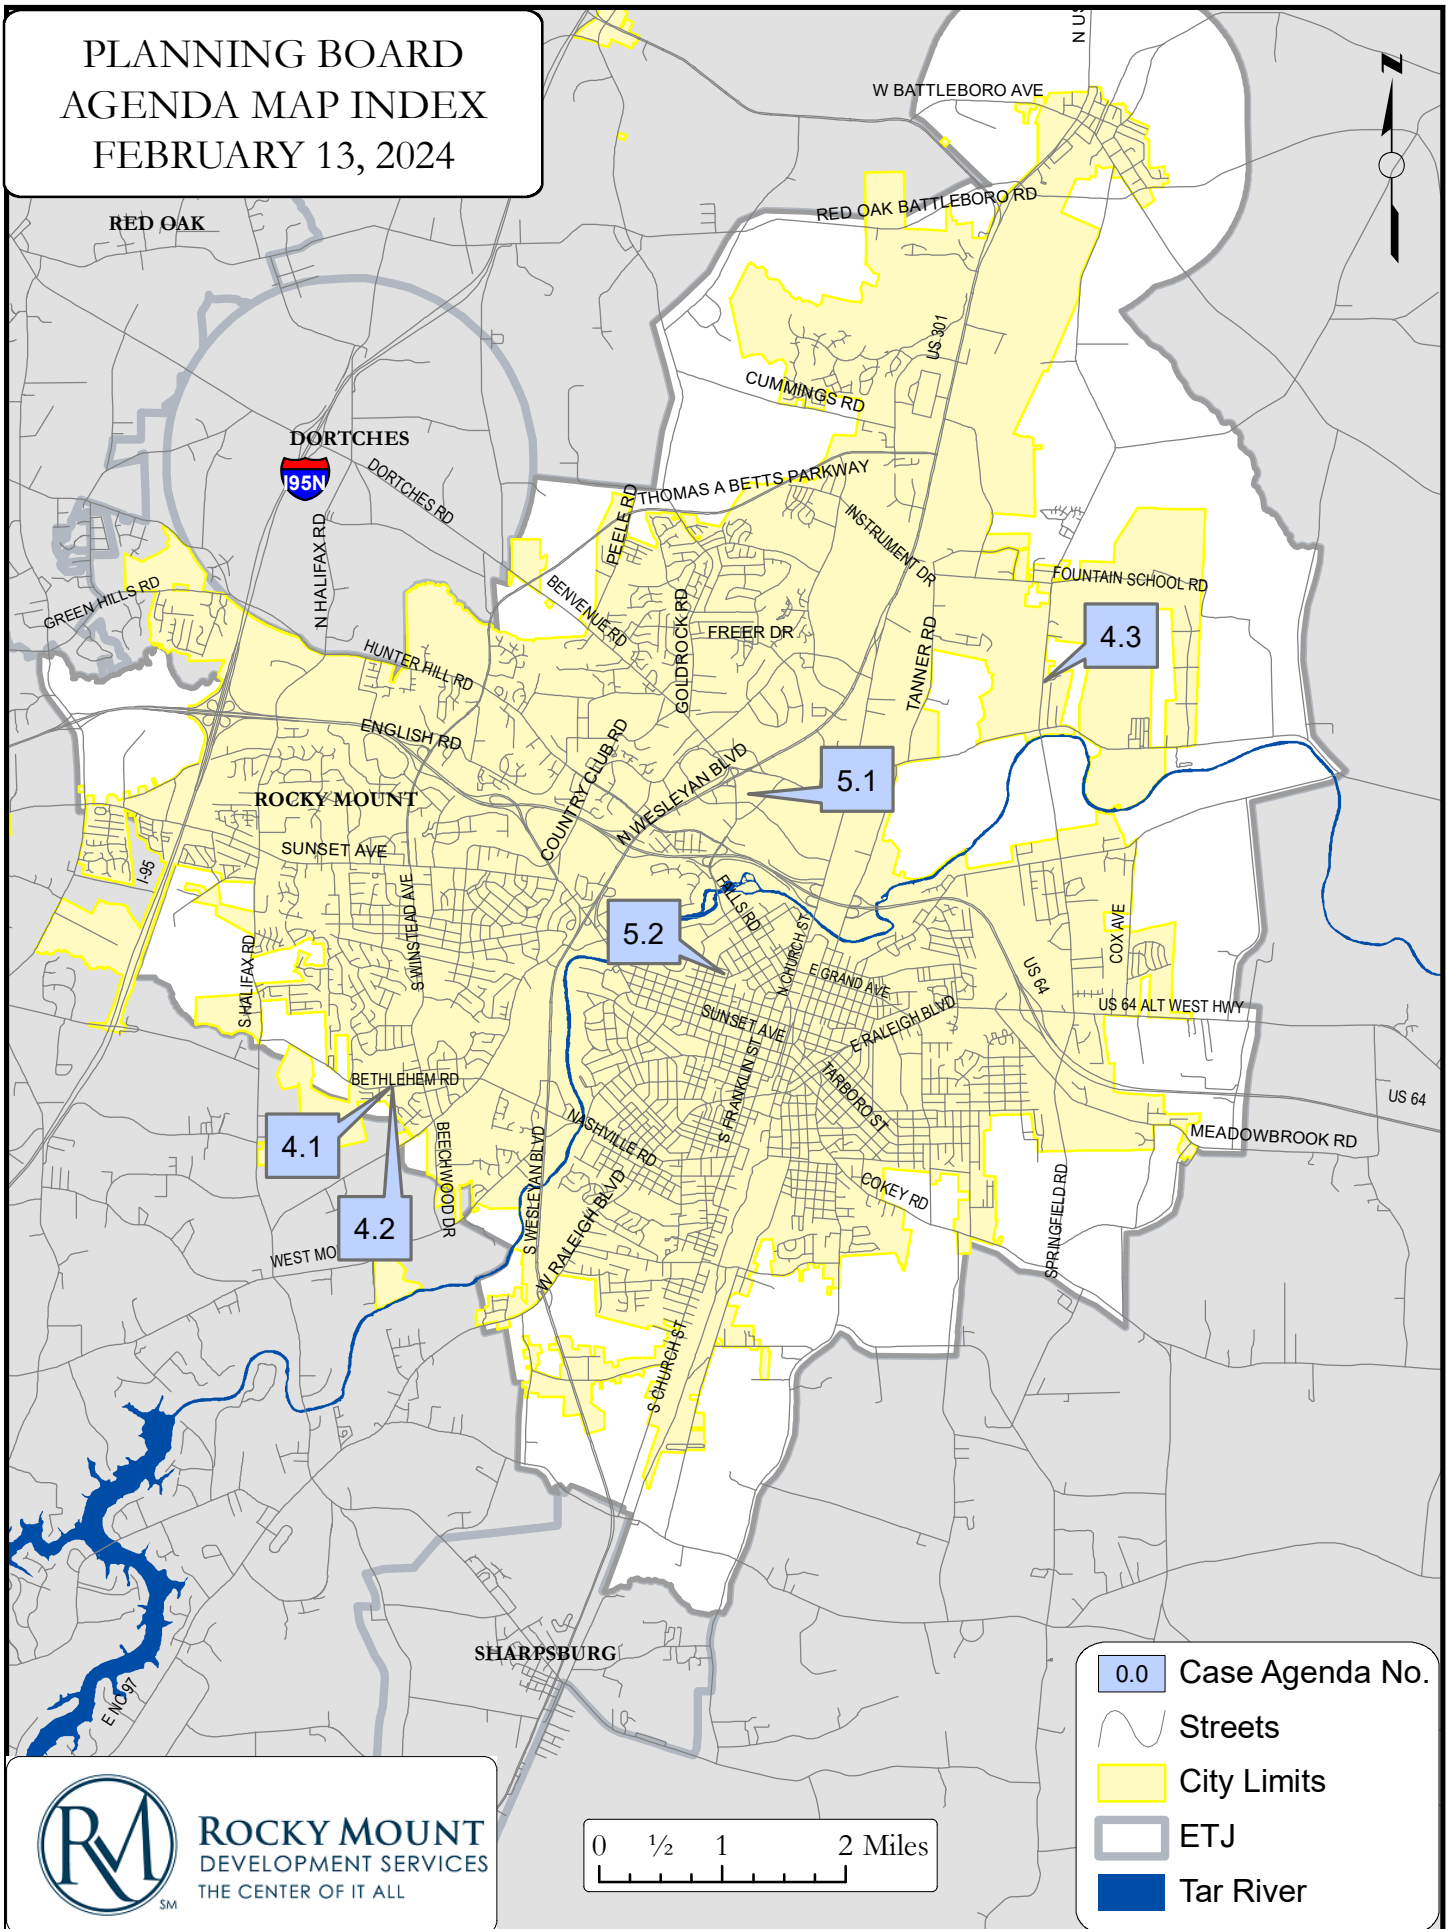 PLANNING BOARD
AGENDA MAP INDEX
FEBRUARY 13, 2024
N US
W BATTLEBORO AVE
RED OAK BATTLEBORO RD
RED OAK
US 301
CUMMINGS RD
DORTCHES
I95N
DORTCHES RD
THOMAS A BETTS PARKWAY
PEELE RD
N HALIFAX RD
INSTRUMENT DR
FOUNTAIN SCHOOL RD
GREEN HILLS RD
BENVENUE RD
GOLDROCK RD
FREER DR
TANNER RD
4.3
HUNTER HILL RD
ENGLISH RD
COUNTRY CLUB RD
N WESLEYAN BLVD
5.1
ROCKY MOUNT
SUNSET AVE
I-95
S WINSTEAD AVE
FALLS RD
5.2
N CHURCH ST
COX AVE
S HALIFAX RD
E GRAND AVE
US 64
US 64 ALT WEST HWY
SUNSET AVE
E RALEIGH BLVD
BETHLEHEM RD
S FRANKLIN ST
TARBORO ST
US 64
4.1
NASHVILLE RD
MEADOWBROOK RD
BEECHWOOD DR
S WESLEYAN BLVD
COKEY RD
SPRINGFIELD RD
4.2
WEST MO
W RALEIGH BLVD
S CHURCH ST
SHARPSBURG
E NC 97
0.0 Case Agenda No.
Streets
City Limits
ETJ
Tar River
RM
SM
ROCKY MOUNT
DEVELOPMENT SERVICES
THE CENTER OF IT ALL
0 ½ 1 2 Miles
N